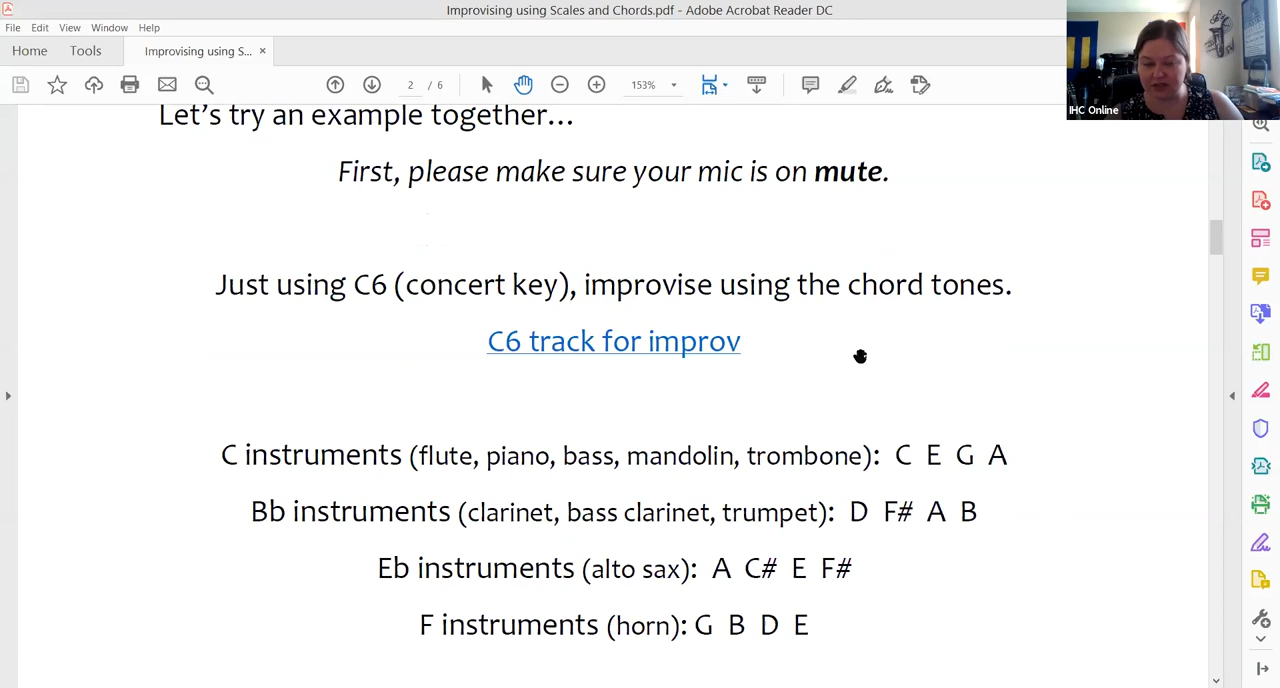 Improvising using Scales and Chords.pdf - Adobe Acrobat Reader DC
File Edit View Window Help
Home Tools Improvising using S... ×
2 / 6 153%
IHC Online
Let's try an example together...
First, please make sure your mic is on mute.
Just using C6 (concert key), improvise using the chord tones.
C6 track for improv
C instruments (flute, piano, bass, mandolin, trombone): C E G A
Bb instruments (clarinet, bass clarinet, trumpet): D F# A B
Eb instruments (alto sax): A C# E F#
F instruments (horn): G B D E